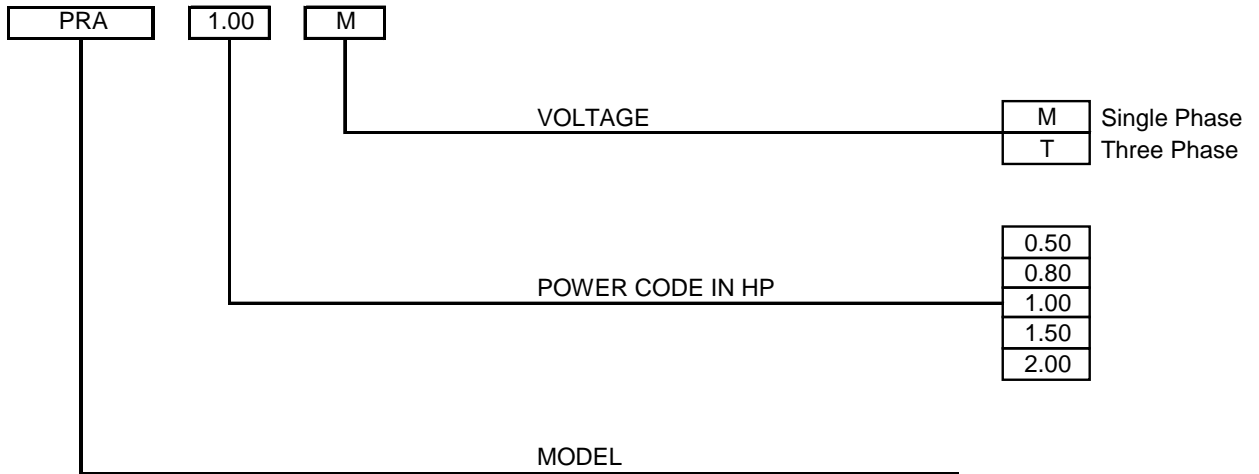 PRA 1.00 M
VOLTAGE
M Single Phase
T Three Phase
0.50
0.80
POWER CODE IN HP
1.00
1.50
2.00
MODEL